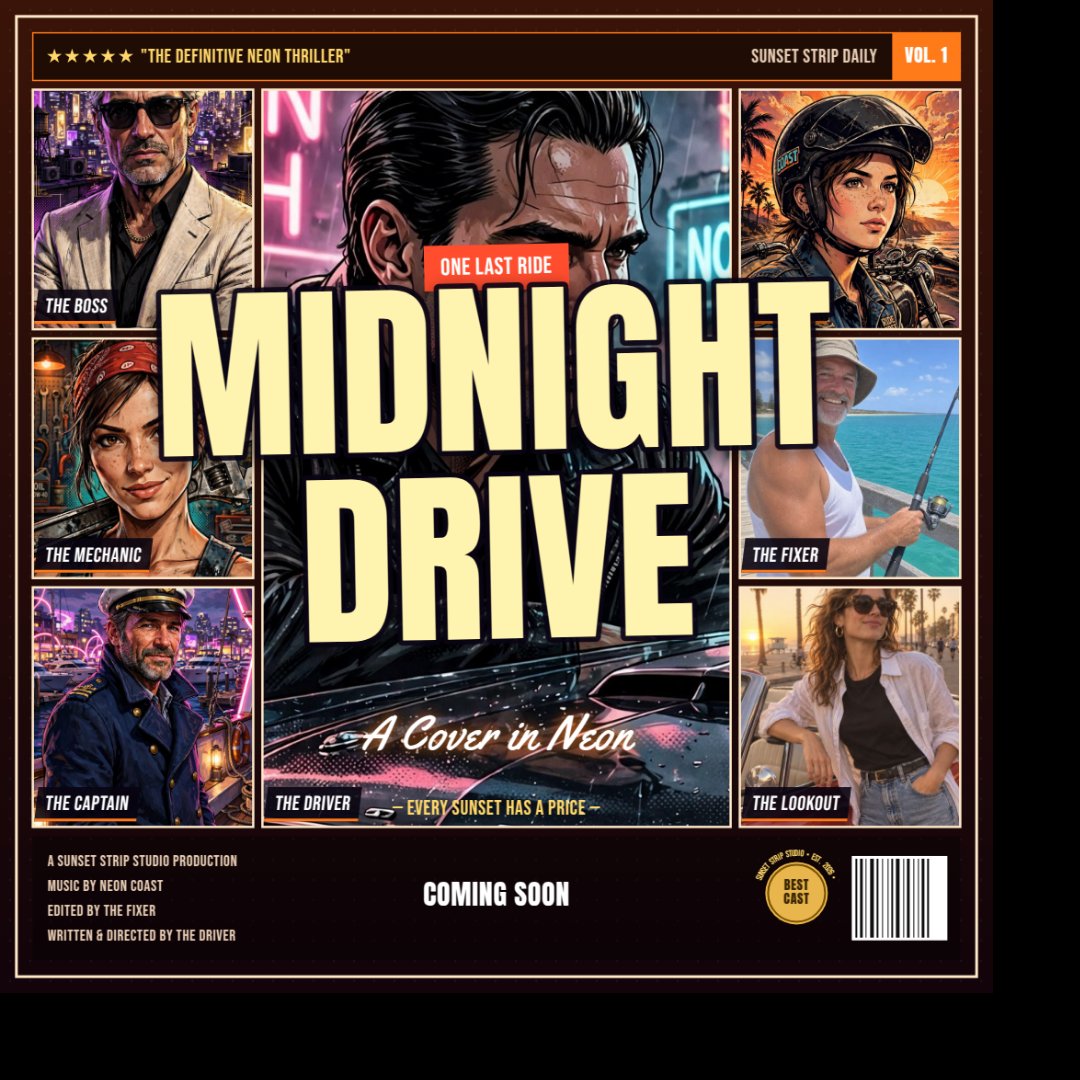 ★★★★★ "THE DEFINITIVE NEON THRILLER"
SUNSET STRIP DAILY
VOL. 1
ONE LAST RIDE
MIDNIGHT
DRIVE
A Cover in Neon
— EVERY SUNSET HAS A PRICE —
THE BOSS
COAST
THE MECHANIC
THE FIXER
THE CAPTAIN
THE DRIVER
THE LOOKOUT
A SUNSET STRIP STUDIO PRODUCTION
MUSIC BY NEON COAST
EDITED BY THE FIXER
WRITTEN & DIRECTED BY THE DRIVER
COMING SOON
SUNSET STRIP STUDIO • EST. 2026 •
BEST
CAST